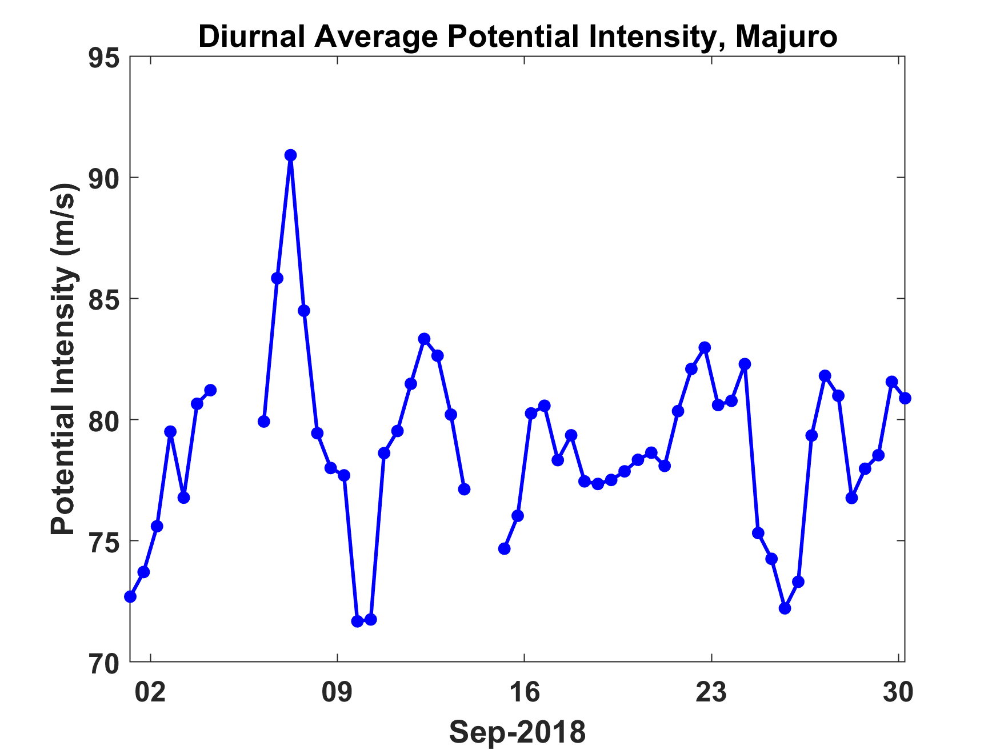 Diurnal Average Potential Intensity, Majuro
Potential Intensity (m/s)
95
90
85
80
75
70
02 09 16 23 30
Sep-2018